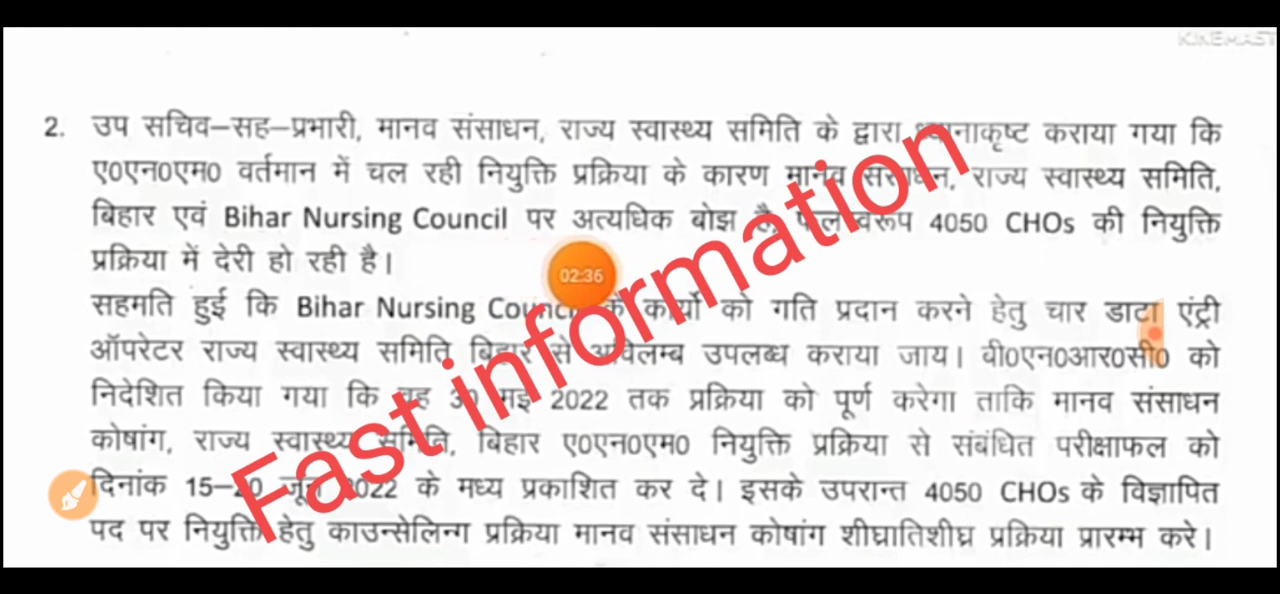 KINEMAST
2. उप सचिव–सह–प्रभारी, मानव संसाधन, राज्य स्वास्थ्य समिति के द्वारा ध्यानाकृष्ट कराया गया कि
ए0एन0एम0 वर्तमान में चल रही नियुक्ति प्रक्रिया के कारण मानव संसाधन, राज्य स्वास्थ्य समिति,
बिहार एवं Bihar Nursing Council पर अत्यधिक बोझ है, फलस्वरूप 4050 CHOs की नियुक्ति
प्रक्रिया में देरी हो रही है।
02:36
सहमति हुई कि Bihar Nursing Council के कार्यो को गति प्रदान करने हेतु चार डाटा एंट्री
ऑपरेटर राज्य स्वास्थ्य समिति बिहार से अविलम्ब उपलब्ध कराया जाय। बी0एन0आर0सी0 को
निदेशित किया गया कि वह 30 मई 2022 तक प्रक्रिया को पूर्ण करेगा ताकि मानव संसाधन
कोषांग, राज्य स्वास्थ्य समिति, बिहार ए0एन0एम0 नियुक्ति प्रक्रिया से संबंधित परीक्षाफल को
दिनांक 15–20 जून 2022 के मध्य प्रकाशित कर दे। इसके उपरान्त 4050 CHOs के विज्ञापित
पद पर नियुक्ति हेतु काउन्सेलिन्ग प्रक्रिया मानव संसाधन कोषांग शीघ्रातिशीघ्र प्रक्रिया प्रारम्भ करे।
Fast information